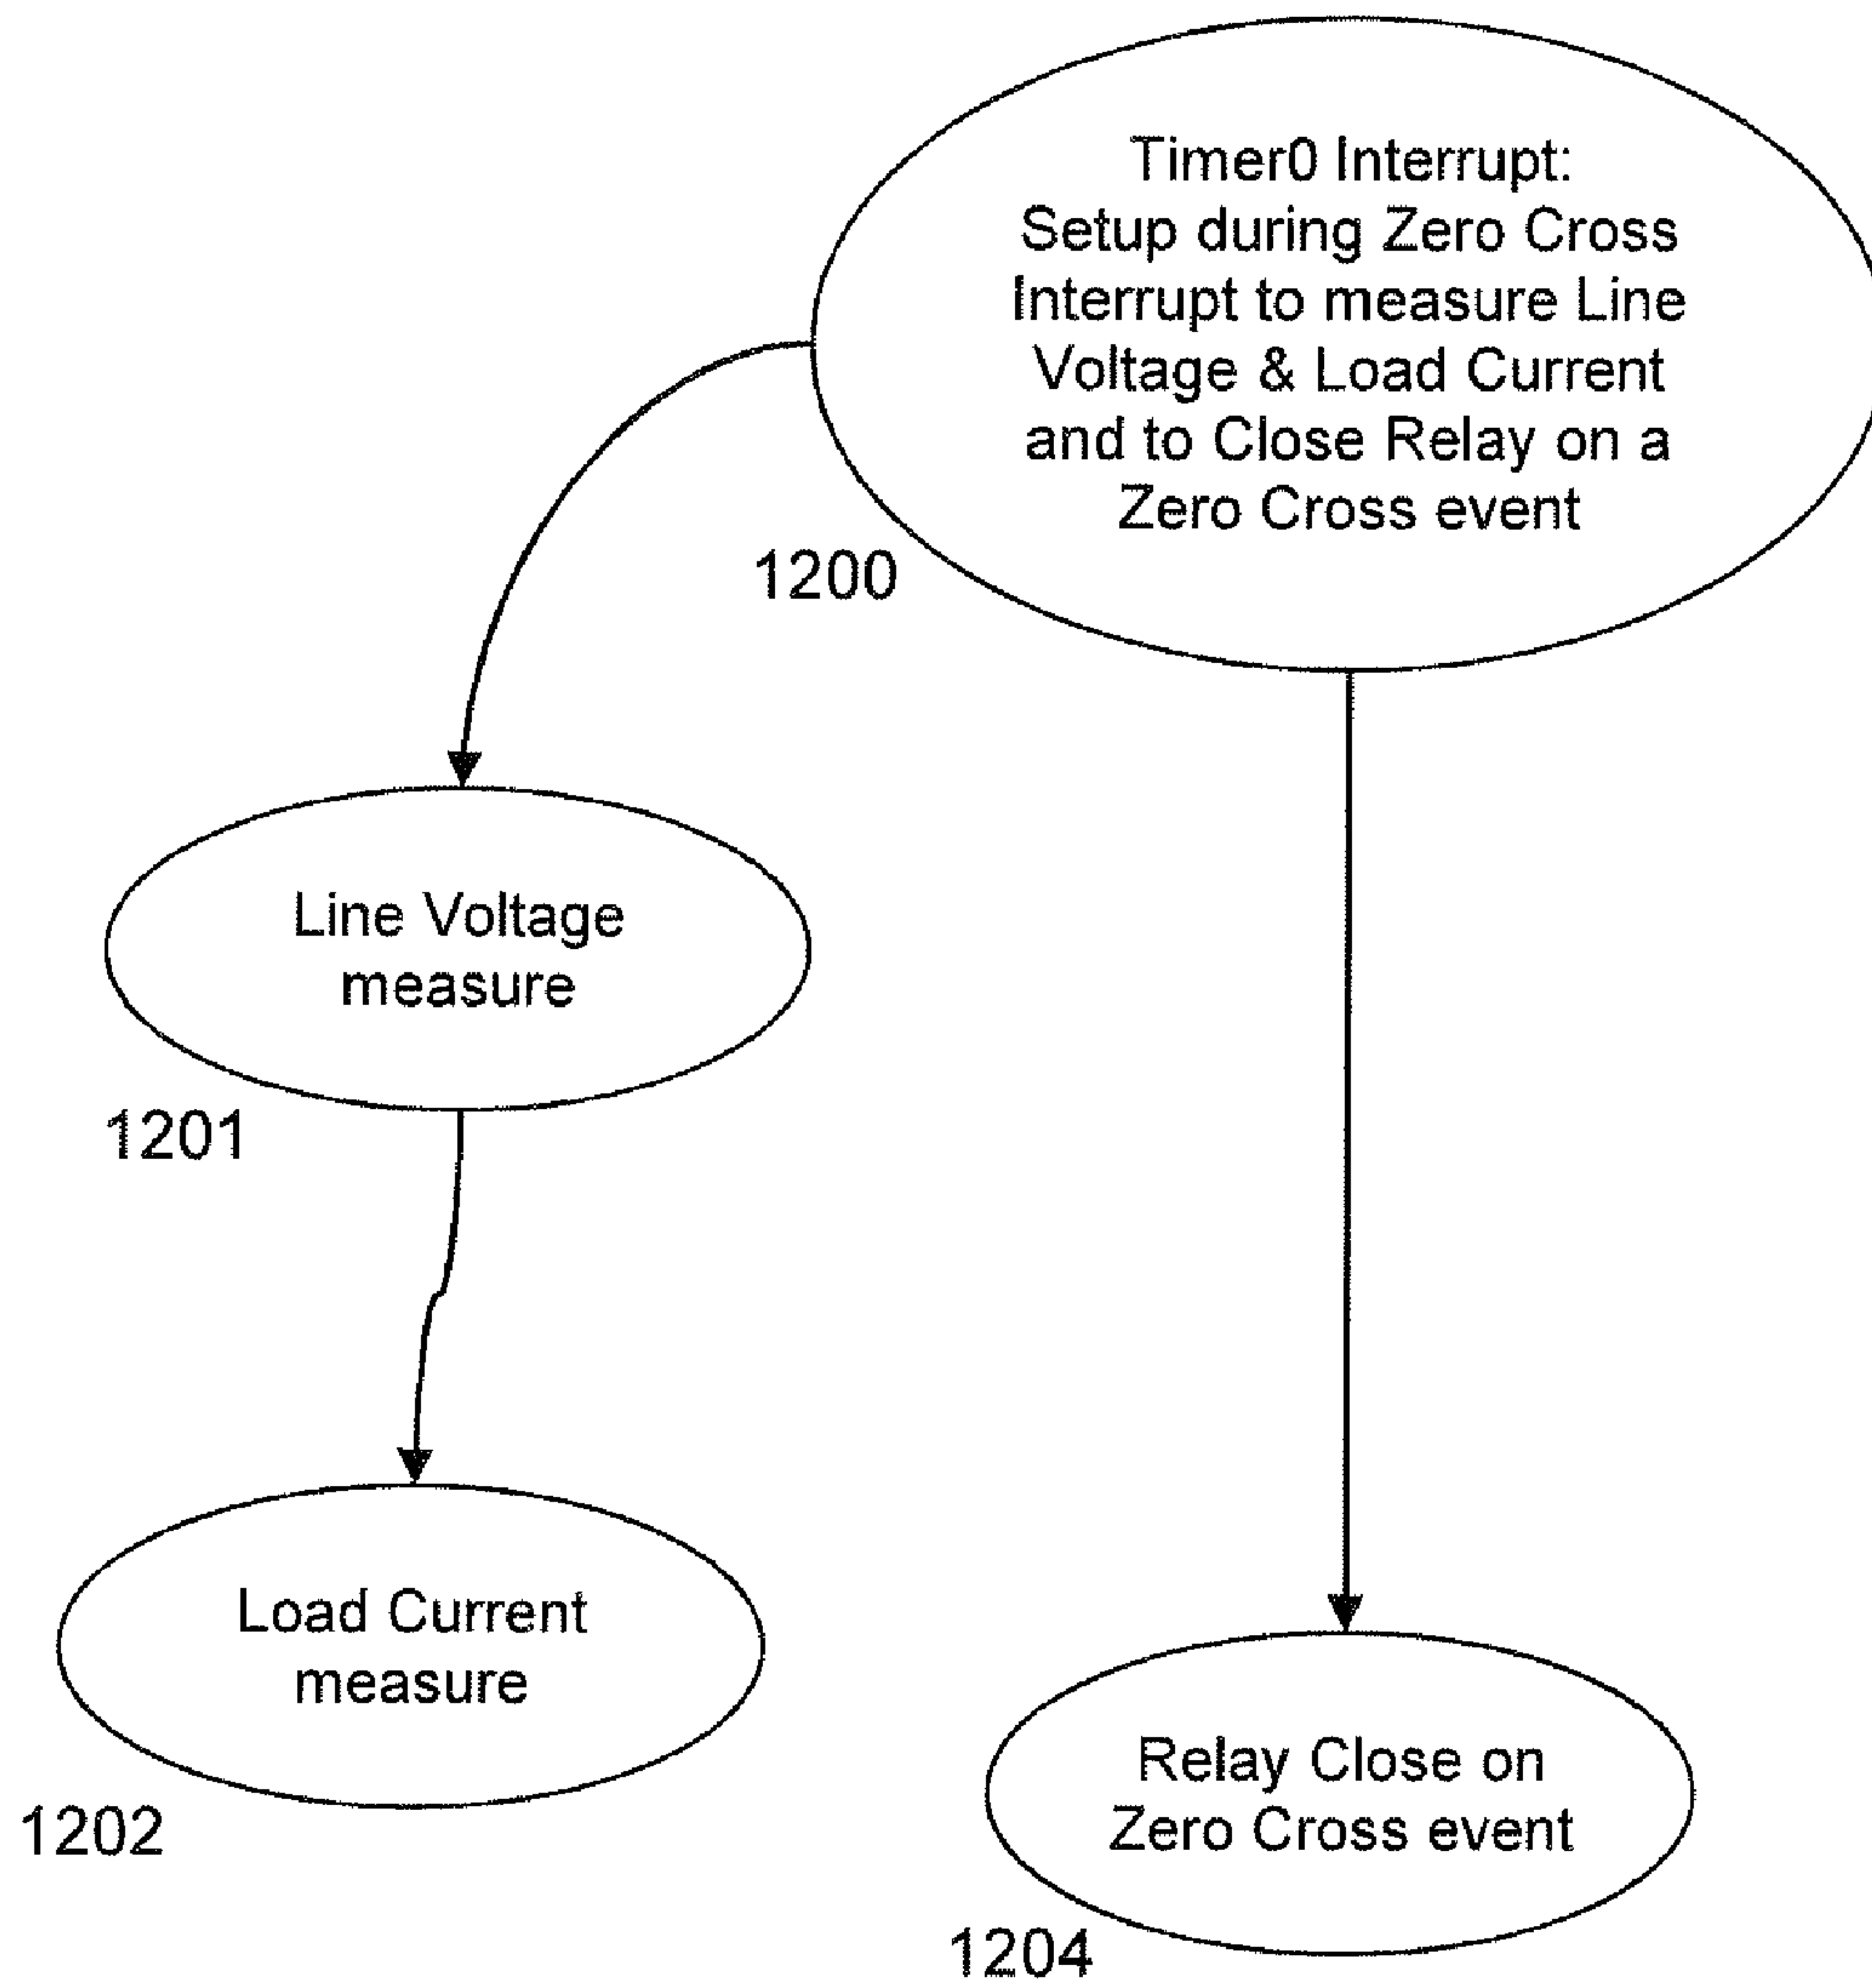 Timer0 Interrupt:
Setup during Zero Cross
Interrupt to measure Line
Voltage & Load Current
and to Close Relay on a
Zero Cross event
1200
Line Voltage
measure
1201
Load Current
measure
1202
Relay Close on
Zero Cross event
1204